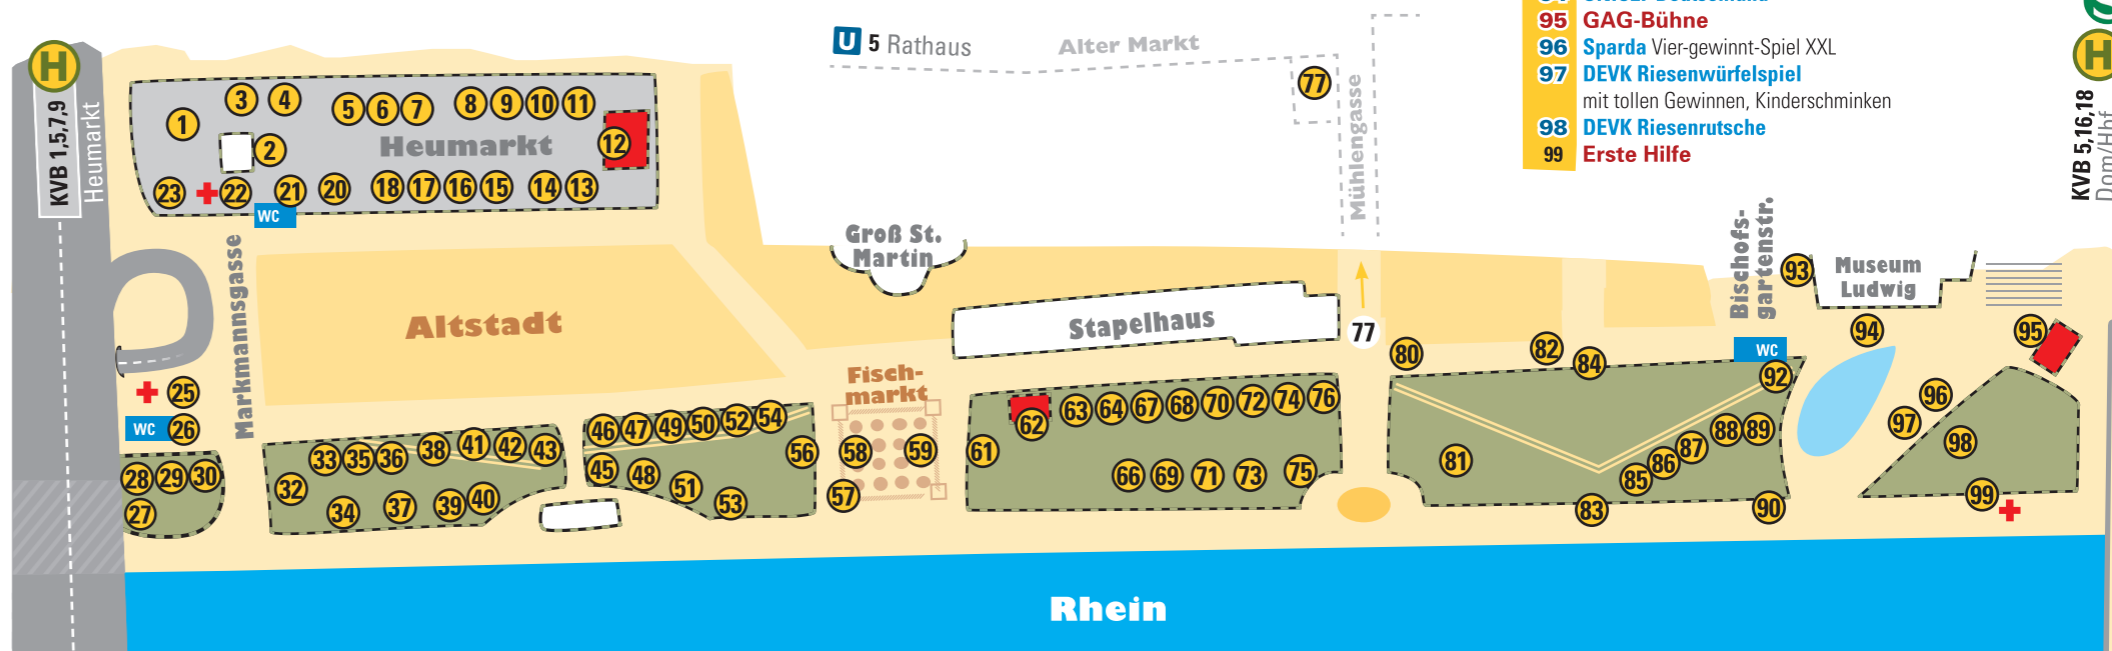 H
KVB 1,5,7,9
Heumarkt
1
3
4
5
6
7
8
9
10
11
12
2
Heumarkt
23
22
21
20
18
17
16
15
14
13
WC
U 5 Rathaus
Alter Markt
77
Mühlengasse
95 GAG-Bühne
96 Sparda Vier-gewinnt-Spiel XXL
97 DEVK Riesenwürfelspiel
mit tollen Gewinnen, Kinderschminken
98 DEVK Riesenrutsche
99 Erste Hilfe
H
KVB 5,16,18
Dom/Hbf
Markmannsgasse
Altstadt
Groß St.
Martin
Stapelhaus
77
Bischofs-
gartenstr.
93
Museum
Ludwig
94
95
25
WC
26
28
29
30
27
32
33
35
36
38
41
42
43
34
37
39
40
46
47
49
50
52
54
45
48
51
53
56
Fisch-
markt
58
59
57
61
62
63
64
67
68
70
72
74
76
66
69
71
73
75
80
82
84
WC
92
81
85
86
87
88
89
83
90
96
97
98
99
Rhein